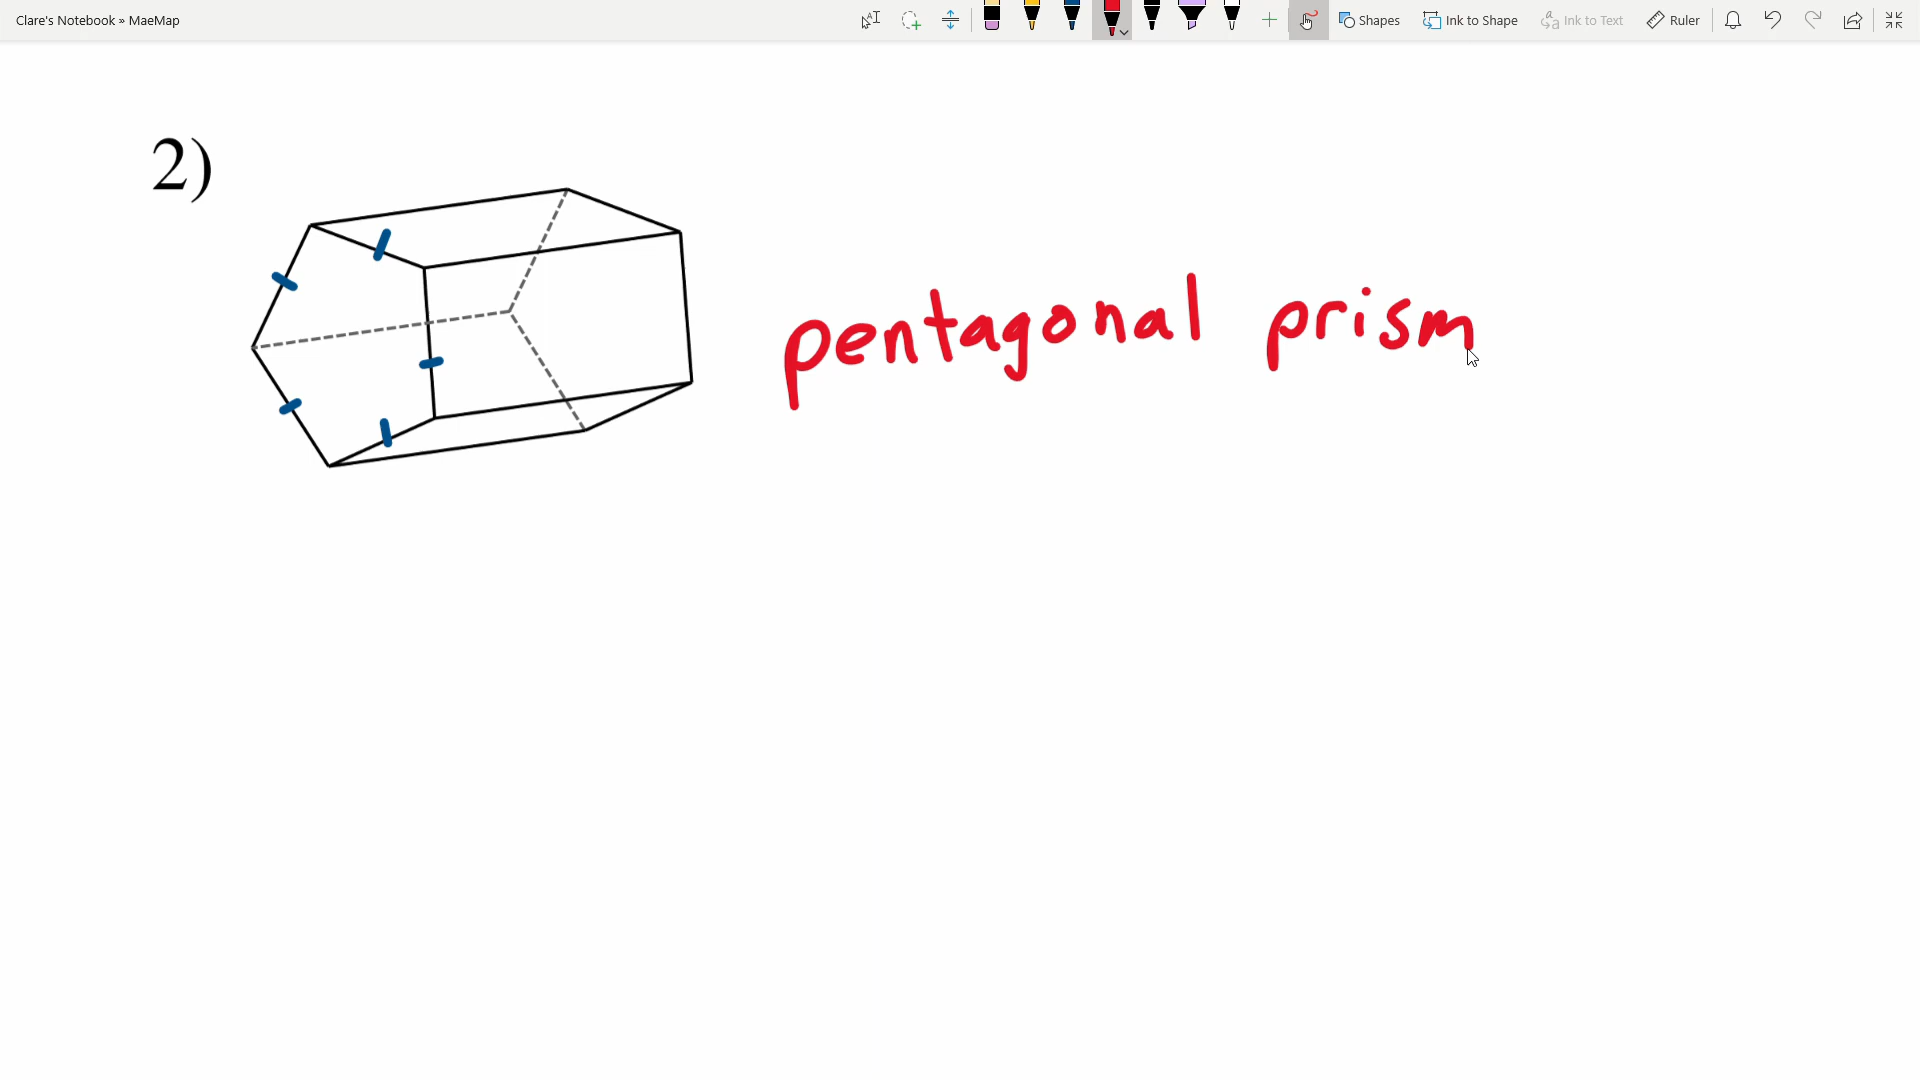 Clare's Notebook » MaeMap
Shapes
Ink to Shape
Ink to Text
Ruler
2)
pentagonal prism